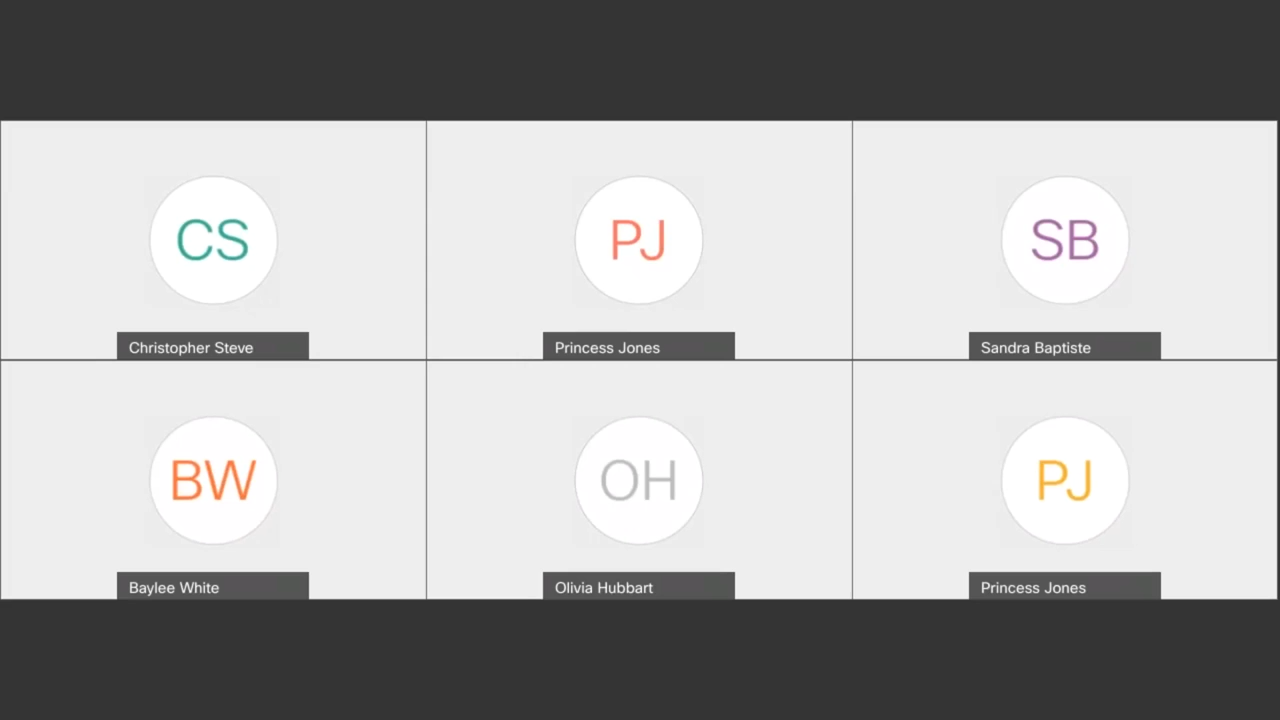 CS
PJ
SB
Christopher Steve
Princess Jones
Sandra Baptiste
BW
OH
PJ
Baylee White
Olivia Hubbart
Princess Jones